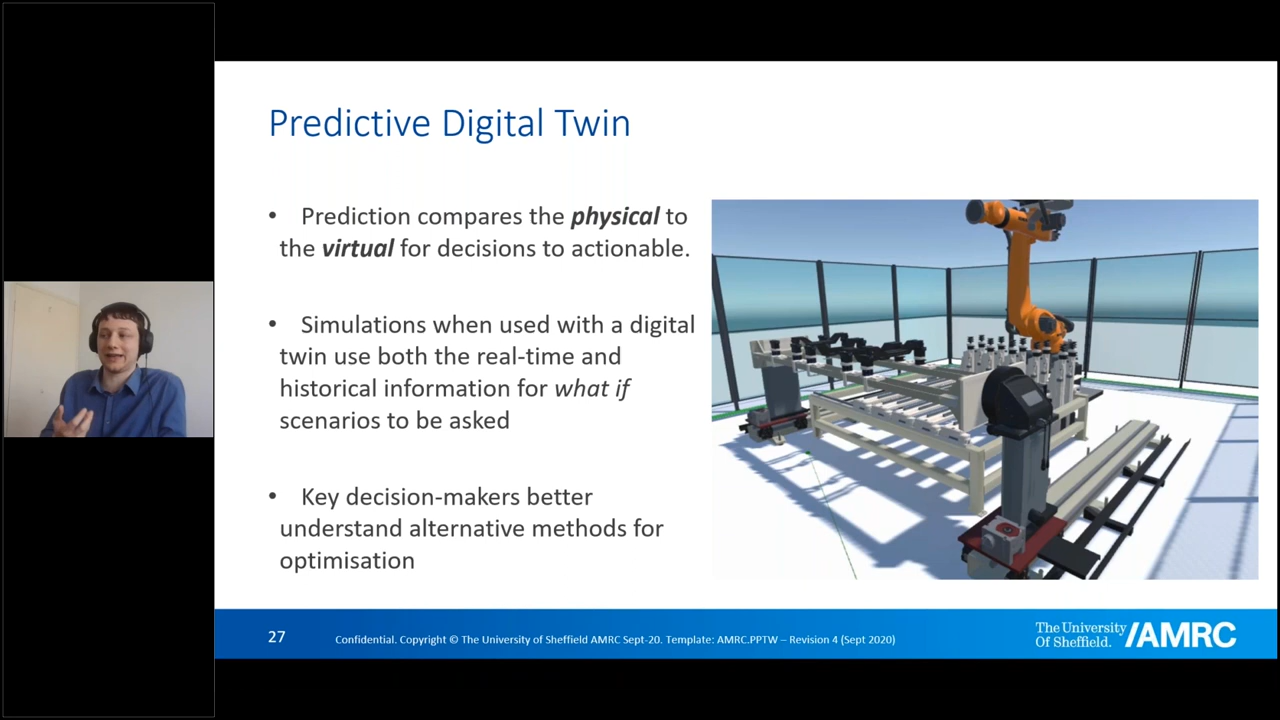 Predictive Digital Twin
• Prediction compares the physical to
the virtual for decisions to actionable.
• Simulations when used with a digital
twin use both the real-time and
historical information for what if
scenarios to be asked
• Key decision-makers better
understand alternative methods for
optimisation
27
Confidential. Copyright © The University of Sheffield AMRC Sept-20. Template: AMRC.PPTW – Revision 4 (Sept 2020)
The University
Of Sheffield.
AMRC